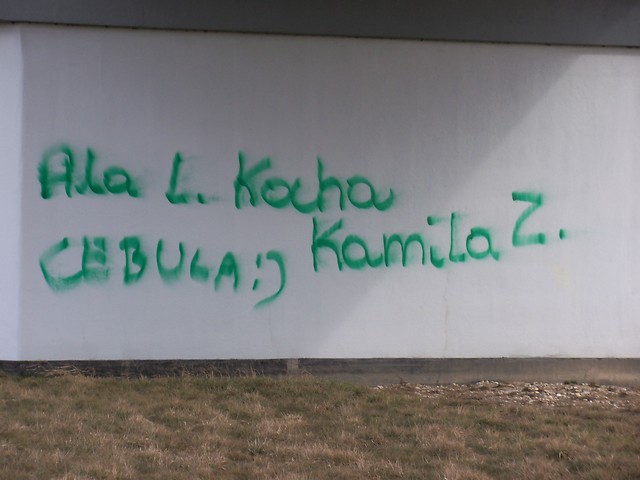 Ala L. Kocha
Kamila Z.
CEBULA:)